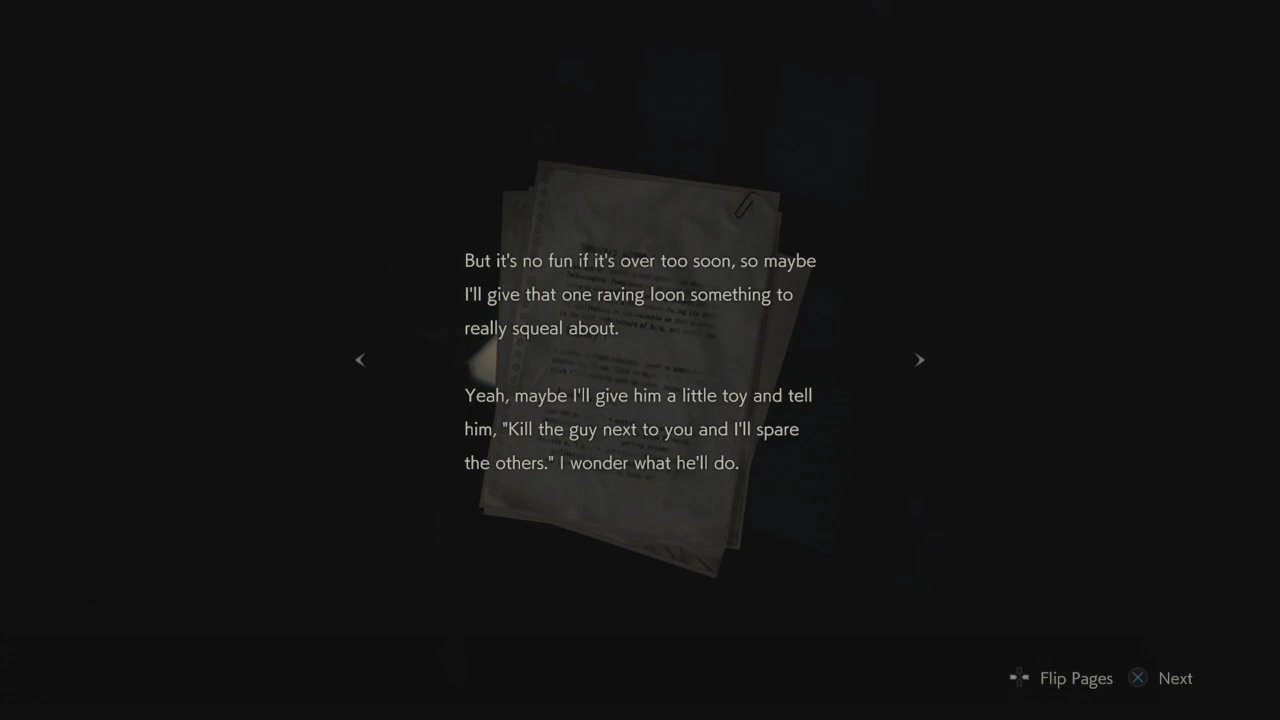 But it's no fun if it's over too soon, so maybe
I'll give that one raving loon something to
really squeal about.
Yeah, maybe I'll give him a little toy and tell
him, "Kill the guy next to you and I'll spare
the others." I wonder what he'll do.
Flip Pages
Next